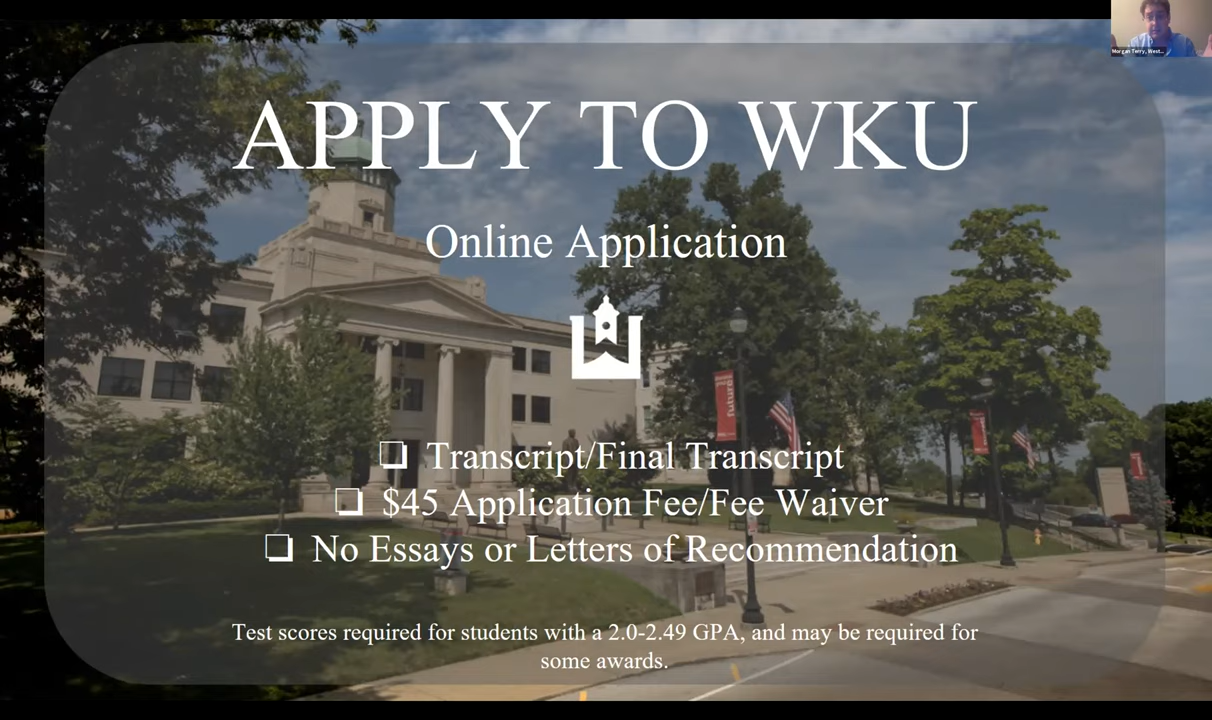 Morgan Terry, West...
APPLY TO WKU
Online Application
Transcript/Final Transcript
$45 Application Fee/Fee Waiver
No Essays or Letters of Recommendation
Test scores required for students with a 2.0-2.49 GPA, and may be required for
some awards.
future